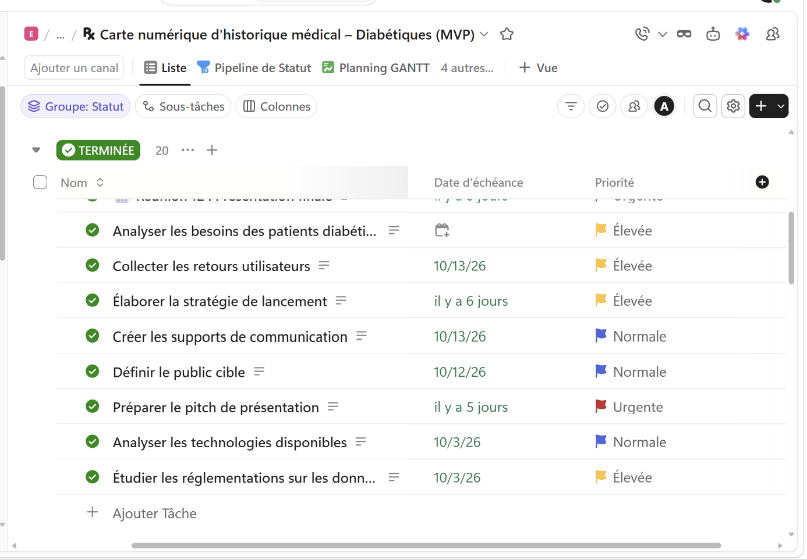 E / ... / Carte numérique d'historique médical – Diabétiques (MVP)
Ajouter un canal Liste Pipeline de Statut Planning GANTT 4 autres... + Vue
Groupe: Statut Sous-tâches Colonnes A
TERMINÉE 20 ... +
Nom Date d'échéance Priorité
Analyser les besoins des patients diabéti... Élevée
Collecter les retours utilisateurs 10/13/26 Élevée
Élaborer la stratégie de lancement il y a 6 jours Élevée
Créer les supports de communication 10/13/26 Normale
Définir le public cible 10/12/26 Normale
Préparer le pitch de présentation il y a 5 jours Urgente
Analyser les technologies disponibles 10/3/26 Normale
Étudier les réglementations sur les donn... 10/3/26 Élevée
+ Ajouter Tâche